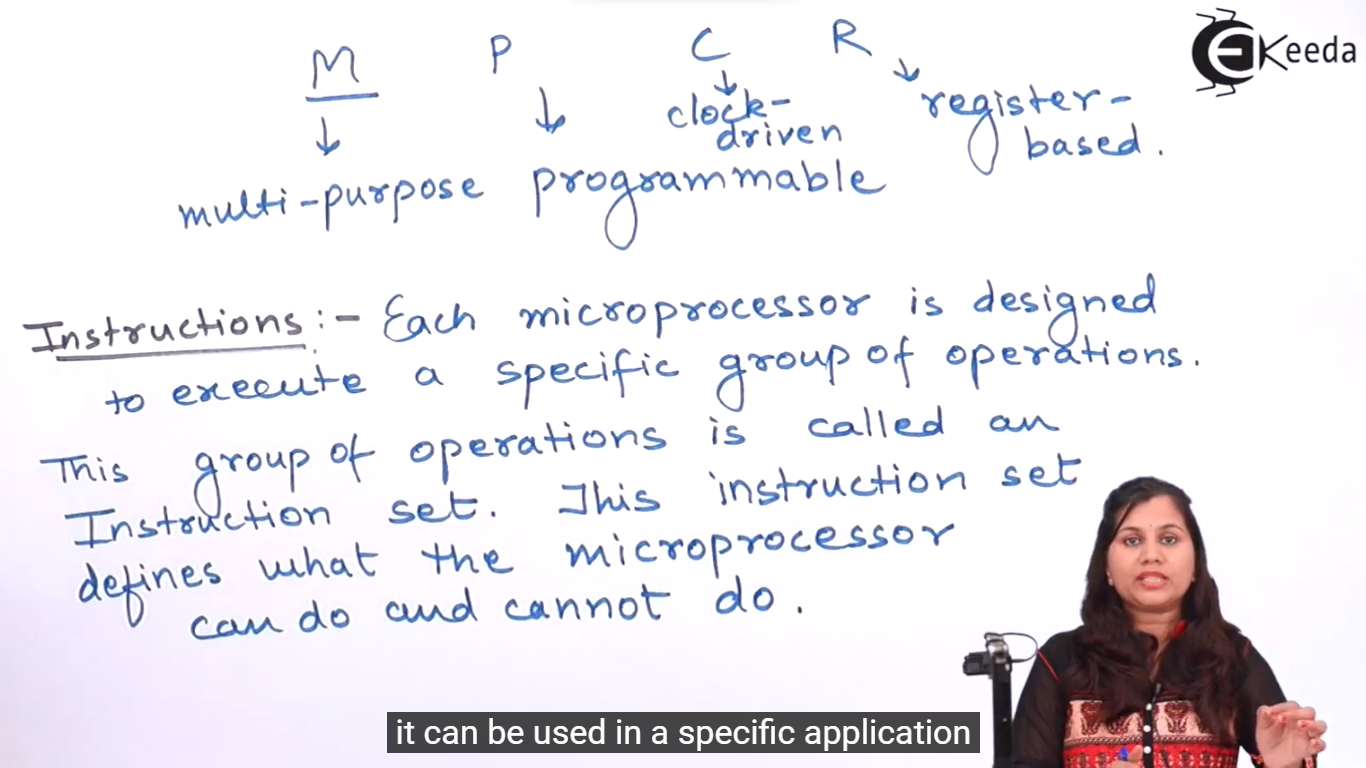 M P C R
EKeeda
clock-
driven
register-
based.
multi-purpose programmable
Instructions:- Each microprocessor is designed
to execute a specific group of operations.
This group of operations is called an
Instruction set. This instruction set
defines what the microprocessor
can do and cannot do.
it can be used in a specific application